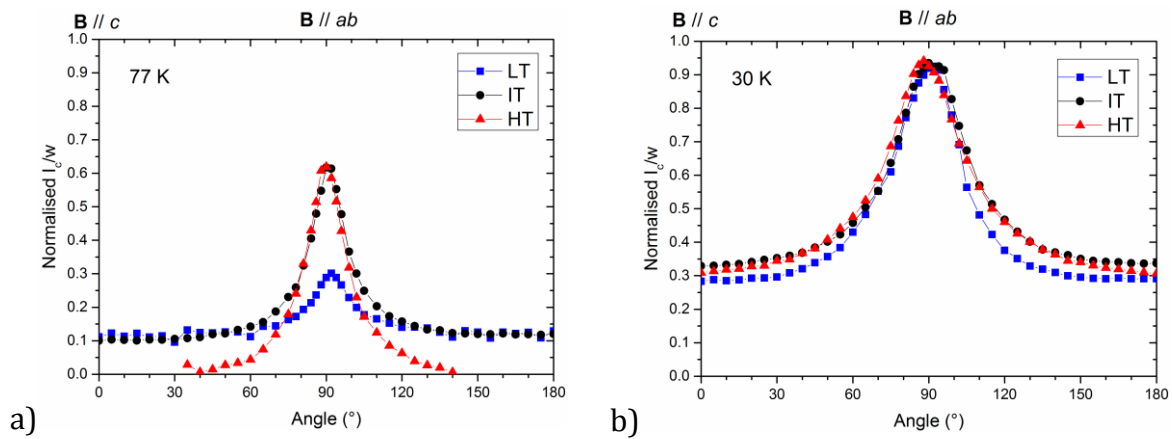 B // c
B // ab
1.0
0.9
0.8
0.7
0.6
0.5
0.4
0.3
0.2
0.1
0.0
77 K
LT
IT
HT
Normalised Ic/w
0
30
60
90
120
150
180
Angle (°)
a)
B // c
B // ab
1.0
0.9
0.8
0.7
0.6
0.5
0.4
0.3
0.2
0.1
0.0
30 K
LT
IT
HT
Normalised Ic/w
0
30
60
90
120
150
180
Angle (°)
b)